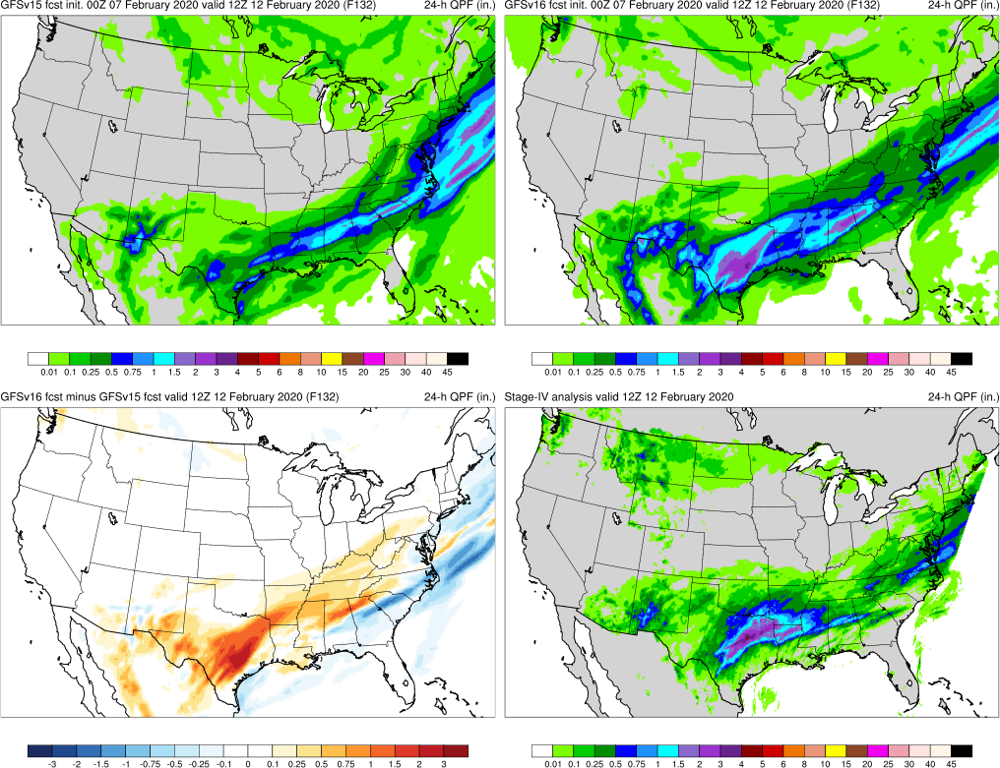 GFSv15 fcst init. 00Z 07 February 2020 valid 12Z 12 February 2020 (F132) 24-h QPF (in.)
0.01 0.1 0.25 0.5 0.75 1 1.5 2 3 4 5 6 8 10 15 20 25 30 40 45
GFSv16 fcst init. 00Z 07 February 2020 valid 12Z 12 February 2020 (F132) 24-h QPF (in.)
0.01 0.1 0.25 0.5 0.75 1 1.5 2 3 4 5 6 8 10 15 20 25 30 40 45
GFSv16 fcst minus GFSv15 fcst valid 12Z 12 February 2020 (F132) 24-h QPF (in.)
-3 -2 -1.5 -1 -0.75 -0.5 -0.25 -0.1 0 0.1 0.25 0.5 0.75 1 1.5 2 3
Stage-IV analysis valid 12Z 12 February 2020 24-h QPF (in.)
0.01 0.1 0.25 0.5 0.75 1 1.5 2 3 4 5 6 8 10 15 20 25 30 40 45